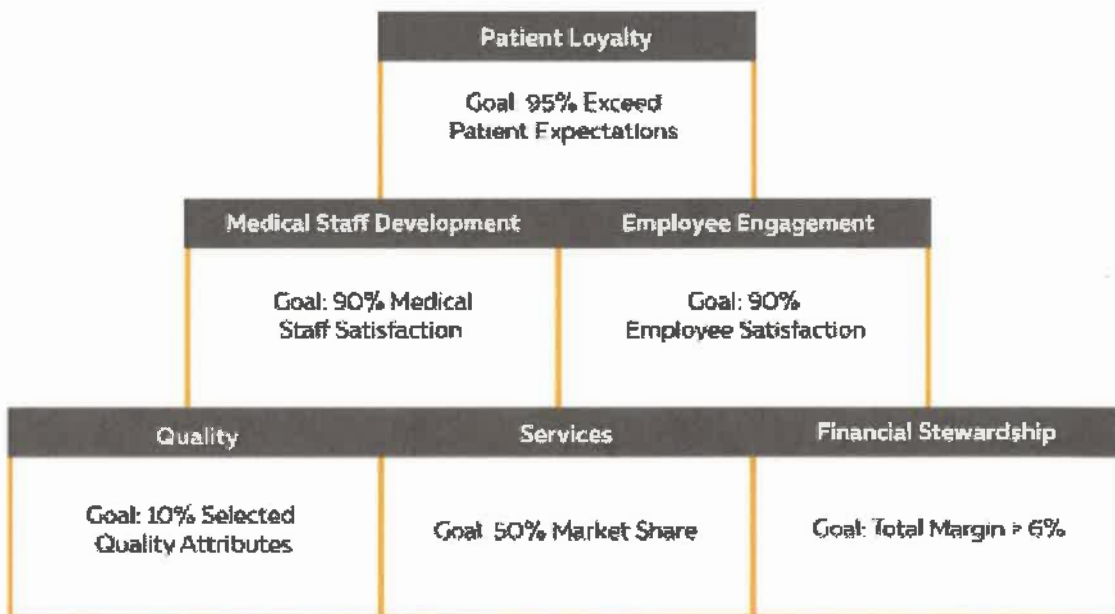 Patient Loyalty
Goal 95% Exceed
Patient Expectations
Medical Staff Development
Employee Engagement
Goal: 90% Medical
Staff Satisfaction
Goal: 90%
Employee Satisfaction
Quality
Services
Financial Stewardship
Goal: 10% Selected
Quality Attributes
Goal 50% Market Share
Goal: Total Margin > 6%